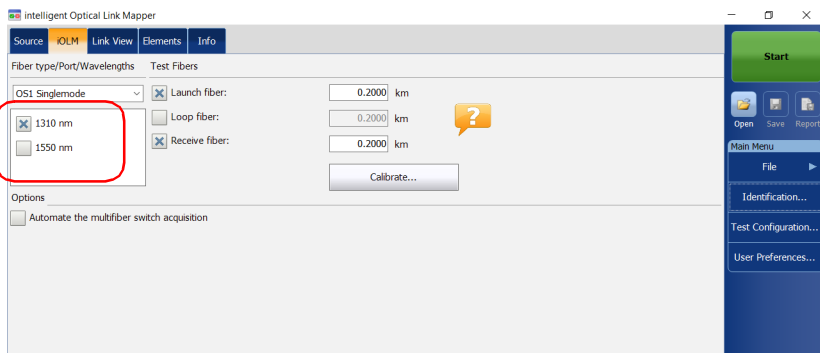 intelligent Optical Link Mapper
Source iOLM Link View Elements Info
Fiber type/Port/Wavelengths Test Fibers
OS1 Singlemode
Launch fiber: 0.2000 km
1310 nm
Loop fiber: 0.2000 km
1550 nm
Receive fiber: 0.2000 km
Calibrate...
Options
Automate the multifiber switch acquisition
?
Start
Open Save Report
Main Menu
File
Identification...
Test Configuration...
User Preferences...